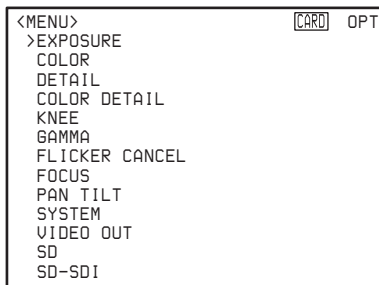 <MENU> CARD OPT
>EXPOSURE
COLOR
DETAIL
COLOR DETAIL
KNEE
GAMMA
FLICKER CANCEL
FOCUS
PAN TILT
SYSTEM
VIDEO OUT
SD
SD-SDI